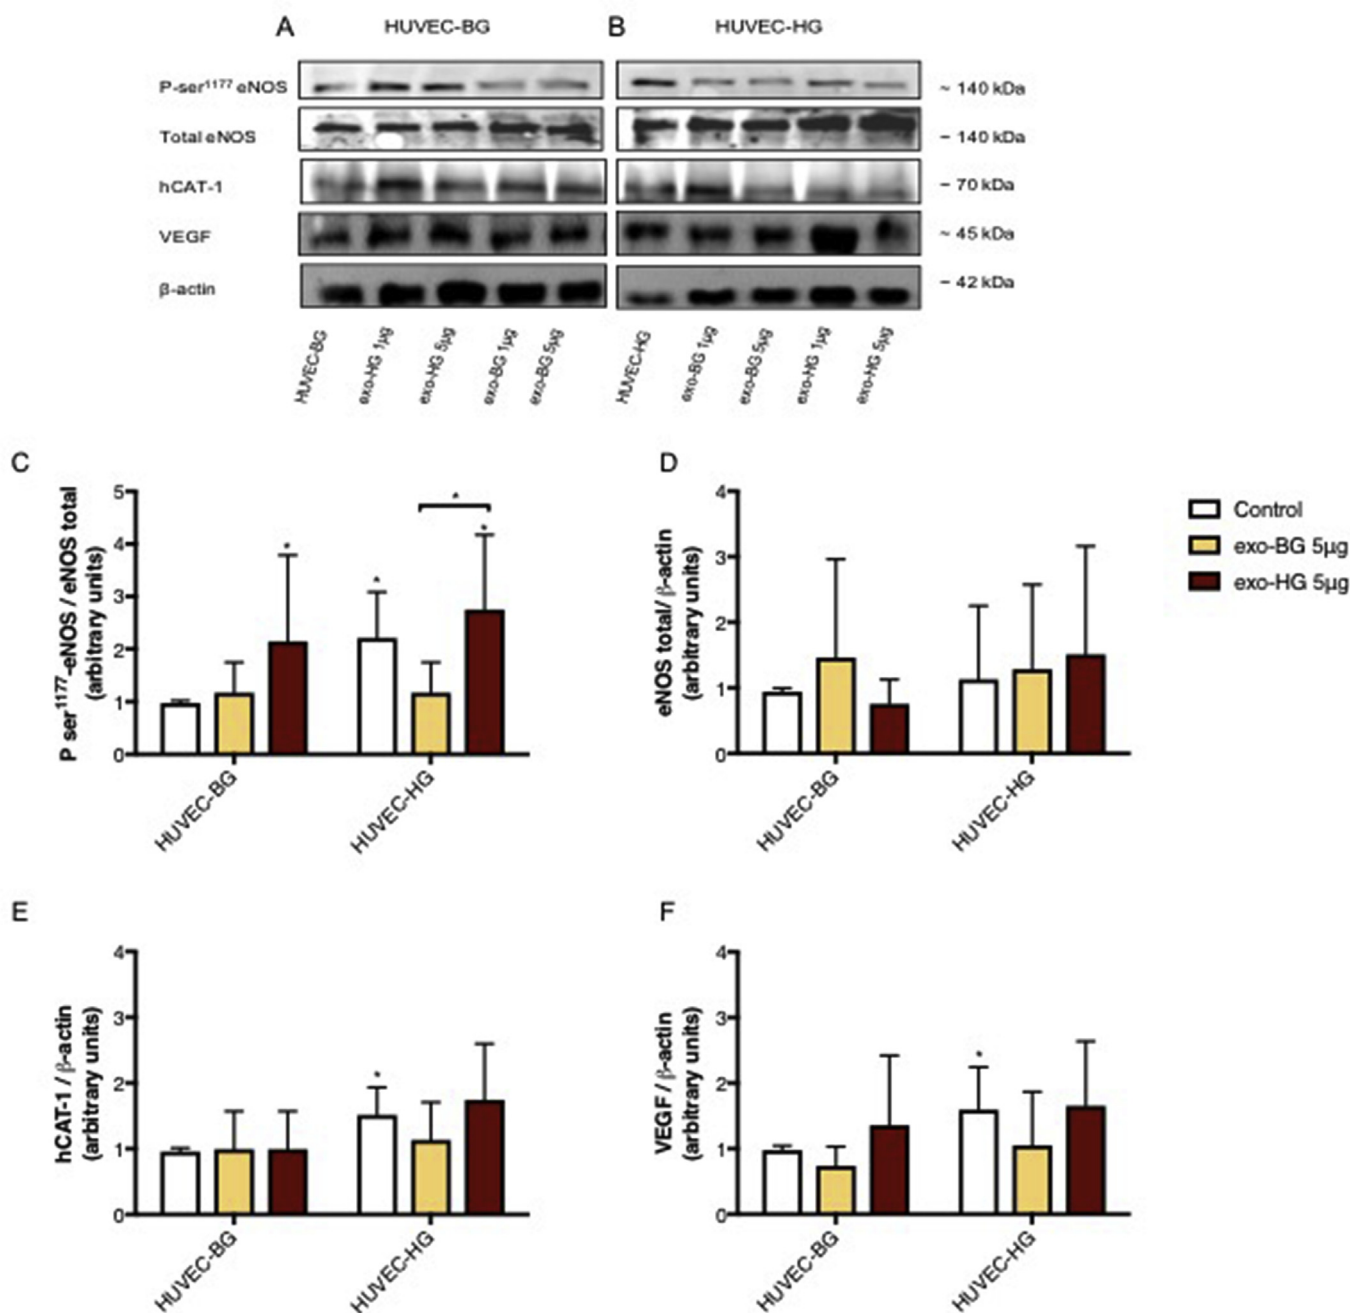 A HUVEC-BG B HUVEC-HG
P-ser1177 eNOS ~ 140 kDa
Total eNOS ~ 140 kDa
hCAT-1 ~ 70 kDa
VEGF ~ 45 kDa
β-actin ~ 42 kDa
HUVEC-BG exo-HG 1µg exo-HG 5µg exo-BG 1µg exo-BG 5µg HUVEC-HG exo-BG 1µg exo-BG 5µg exo-HG 1µg exo-HG 5µg
C
P ser1177-eNOS / eNOS total
(arbitrary units)
5
4
3
2
1
0
* * * *
HUVEC-BG HUVEC-HG
D
eNOS total/ β-actin
(arbitrary units)
4
3
2
1
0
HUVEC-BG HUVEC-HG
Control
exo-BG 5µg
exo-HG 5µg
E
hCAT-1 / β-actin
(arbitrary units)
4
3
2
1
0
*
HUVEC-BG HUVEC-HG
F
VEGF / β-actin
(arbitrary units)
4
3
2
1
0
*
HUVEC-BG HUVEC-HG